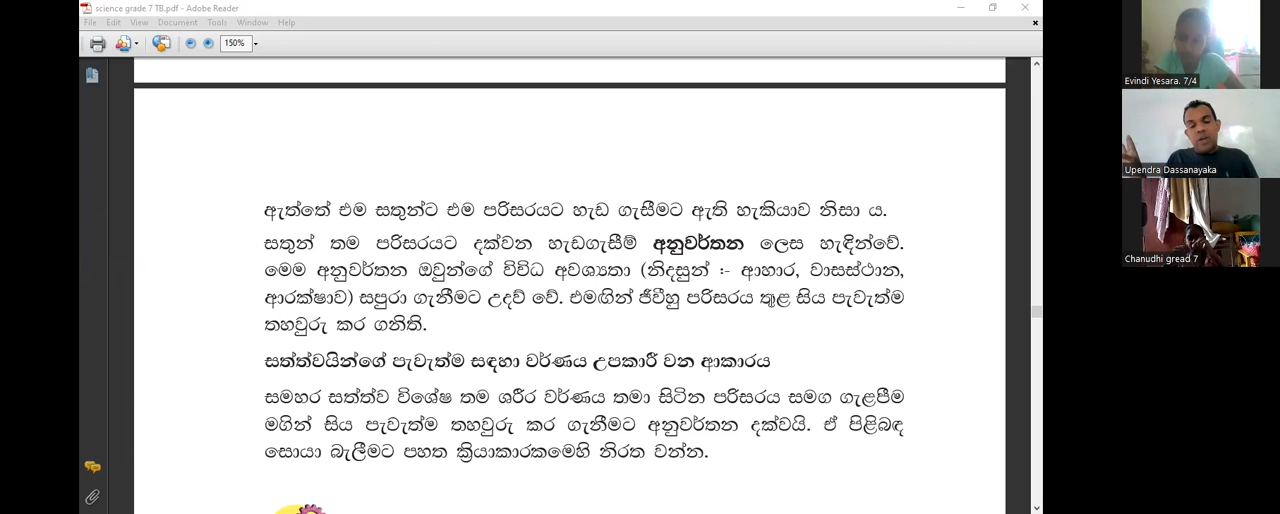 science grade 7 TB.pdf - Adobe Reader
File Edit View Document Tools Window Help
150%
ඇත්තේ එම සතුන්ට එම පරිසරයට හැඩ ගැසීමට ඇති හැකියාව නිසා ය.
සතුන් තම පරිසරයට දක්වන හැඩගැසීම් අනුවර්තන ලෙස හැඳින්වේ.
මෙම අනුවර්තන ඔවුන්ගේ විවිධ අවශ්‍යතා (නිදසුන් :- ආහාර, වාසස්ථාන,
ආරක්ෂාව) සපුරා ගැනීමට උදව් වේ. එමඟින් ජීවීහු පරිසරය තුළ සිය පැවැත්ම
තහවුරු කර ගනිති.
සත්ත්වයින්ගේ පැවැත්ම සඳහා වර්ණය උපකාරී වන ආකාරය
සමහර සත්ත්ව විශේෂ තම ශරීර වර්ණය තමා සිටින පරිසරය සමග ගැළපීම
මගින් සිය පැවැත්ම තහවුරු කර ගැනීමට අනුවර්තන දක්වයි. ඒ පිළිබඳ
සොයා බැලීමට පහත ක්‍රියාකාරකමෙහි නිරත වන්න.
Evindi Yesara. 7/4
Upendra Dassanayaka
Chanudhi gread 7